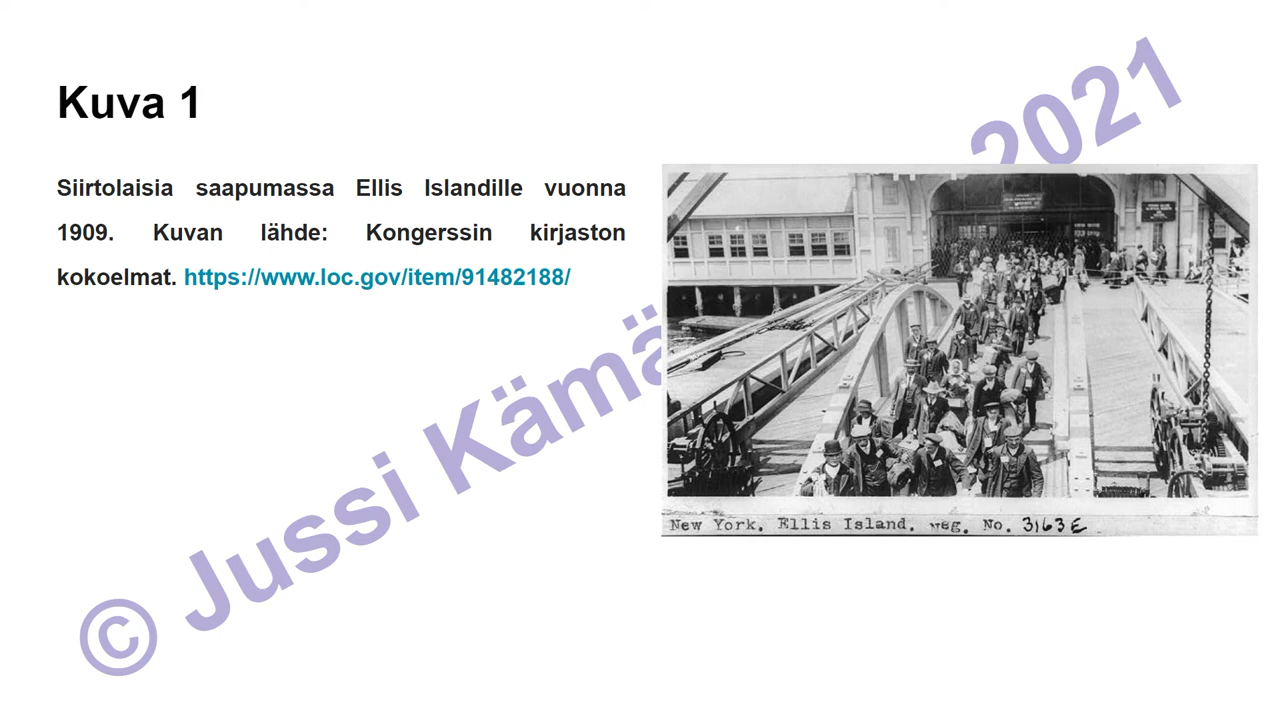 Kuva 1
Siirtolaisia saapumassa Ellis Islandille vuonna
1909. Kuvan lähde: Kongerssin kirjaston
kokoelmat. https://www.loc.gov/item/91482188/
New York. Ellis Island. neg. No. 3163E
© Jussi Kämä 2021